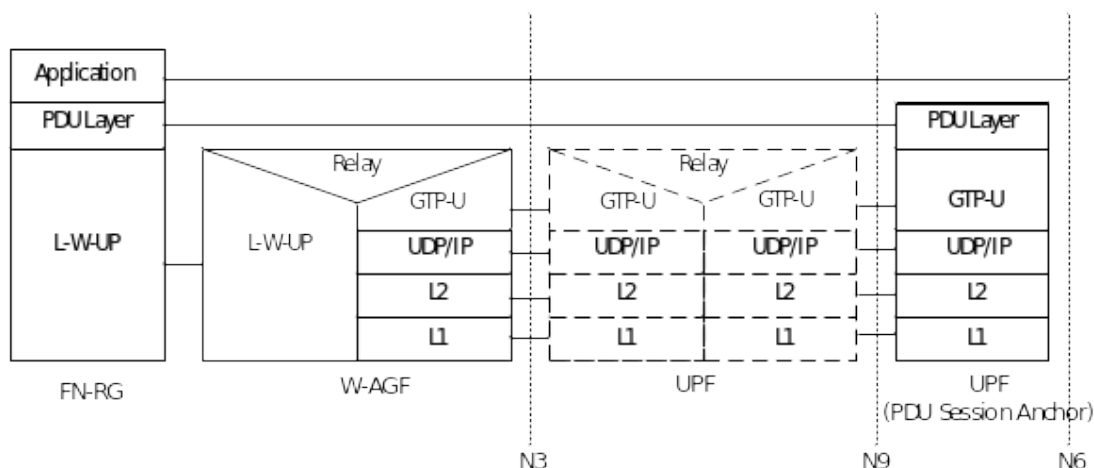 Application
PDU Layer
PDU Layer
Relay
Relay
GTP-U
GTP-U
GTP-U
GTP-U
L-W-UP
L-W-UP
UDP/IP
UDP/IP
UDP/IP
UDP/IP
L2
L2
L2
L2
L1
L1
L1
L1
FN-RG
W-AGF
UPF
UPF
(PDU Session Anchor)
N3
N9
N6